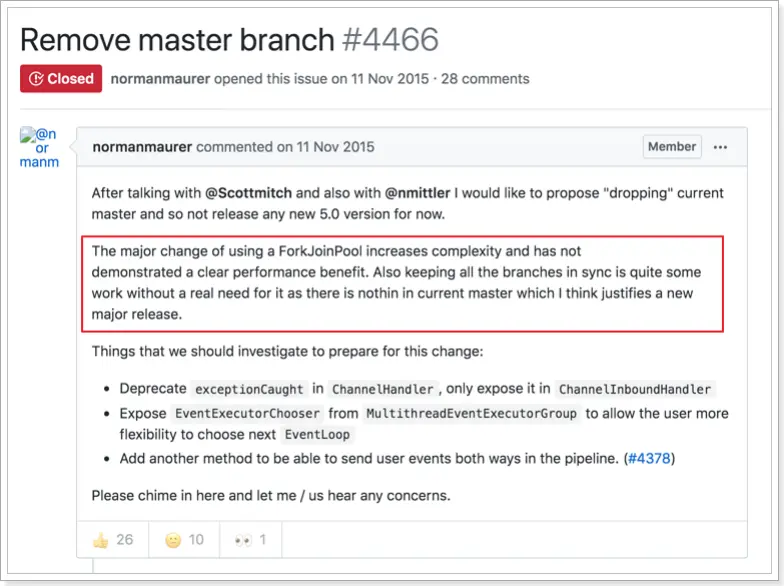 Remove master branch #4466
Closed normanmaurer opened this issue on 11 Nov 2015 · 28 comments
@n
or
manm
normanmaurer commented on 11 Nov 2015 Member ...
After talking with @Scottmitch and also with @nmittler I would like to propose "dropping" current
master and so not release any new 5.0 version for now.
The major change of using a ForkJoinPool increases complexity and has not
demonstrated a clear performance benefit. Also keeping all the branches in sync is quite some
work without a real need for it as there is nothin in current master which I think justifies a new
major release.
Things that we should investigate to prepare for this change:
• Deprecate exceptionCaught in ChannelHandler, only expose it in ChannelInboundHandler
• Expose EventExecutorChooser from MultithreadEventExecutorGroup to allow the user more
flexibility to choose next EventLoop
• Add another method to be able to send user events both ways in the pipeline. (#4378)
Please chime in here and let me / us hear any concerns.
👍 26 😊 10 👀 1